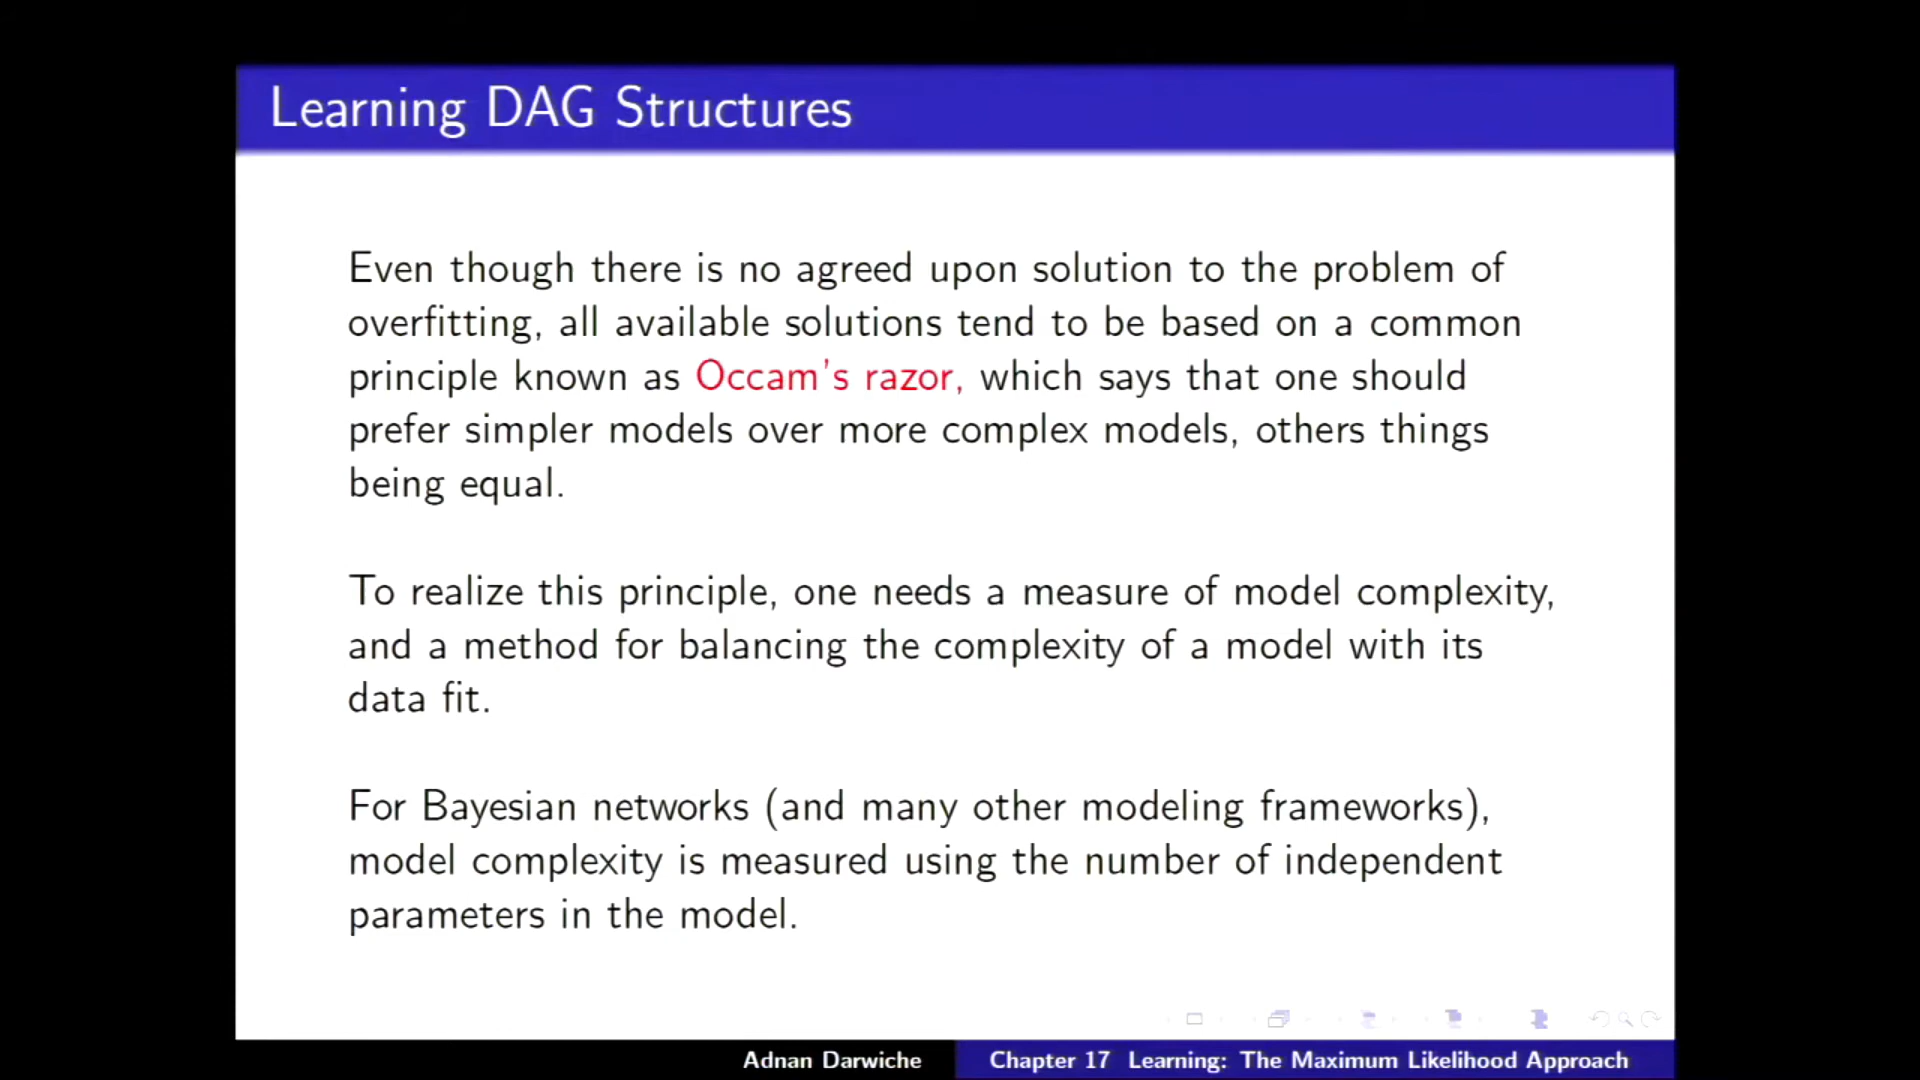 Learning DAG Structures
Even though there is no agreed upon solution to the problem of
overfitting, all available solutions tend to be based on a common
principle known as Occam's razor, which says that one should
prefer simpler models over more complex models, others things
being equal.
To realize this principle, one needs a measure of model complexity,
and a method for balancing the complexity of a model with its
data fit.
For Bayesian networks (and many other modeling frameworks),
model complexity is measured using the number of independent
parameters in the model.
Adnan Darwiche
Chapter 17 Learning: The Maximum Likelihood Approach